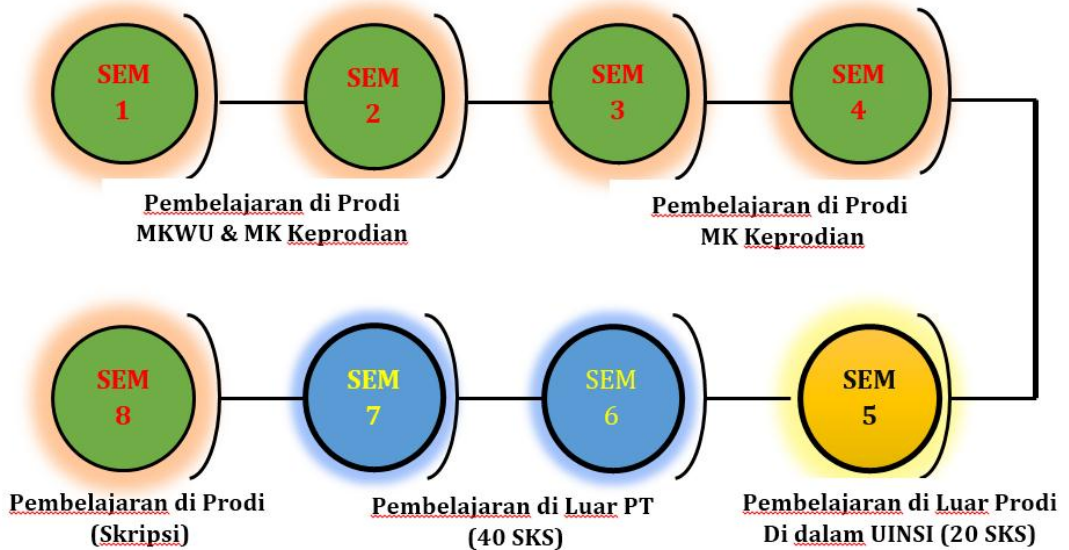 SEM
1
SEM
2
SEM
3
SEM
4
Pembelajaran di Prodi
MKWU & MK Keprodian
Pembelajaran di Prodi
MK Keprodian
SEM
8
SEM
7
SEM
6
SEM
5
Pembelajaran di Prodi
(Skripsi)
Pembelajaran di Luar PT
(40 SKS)
Pembelajaran di Luar Prodi
Di dalam UINSI (20 SKS)